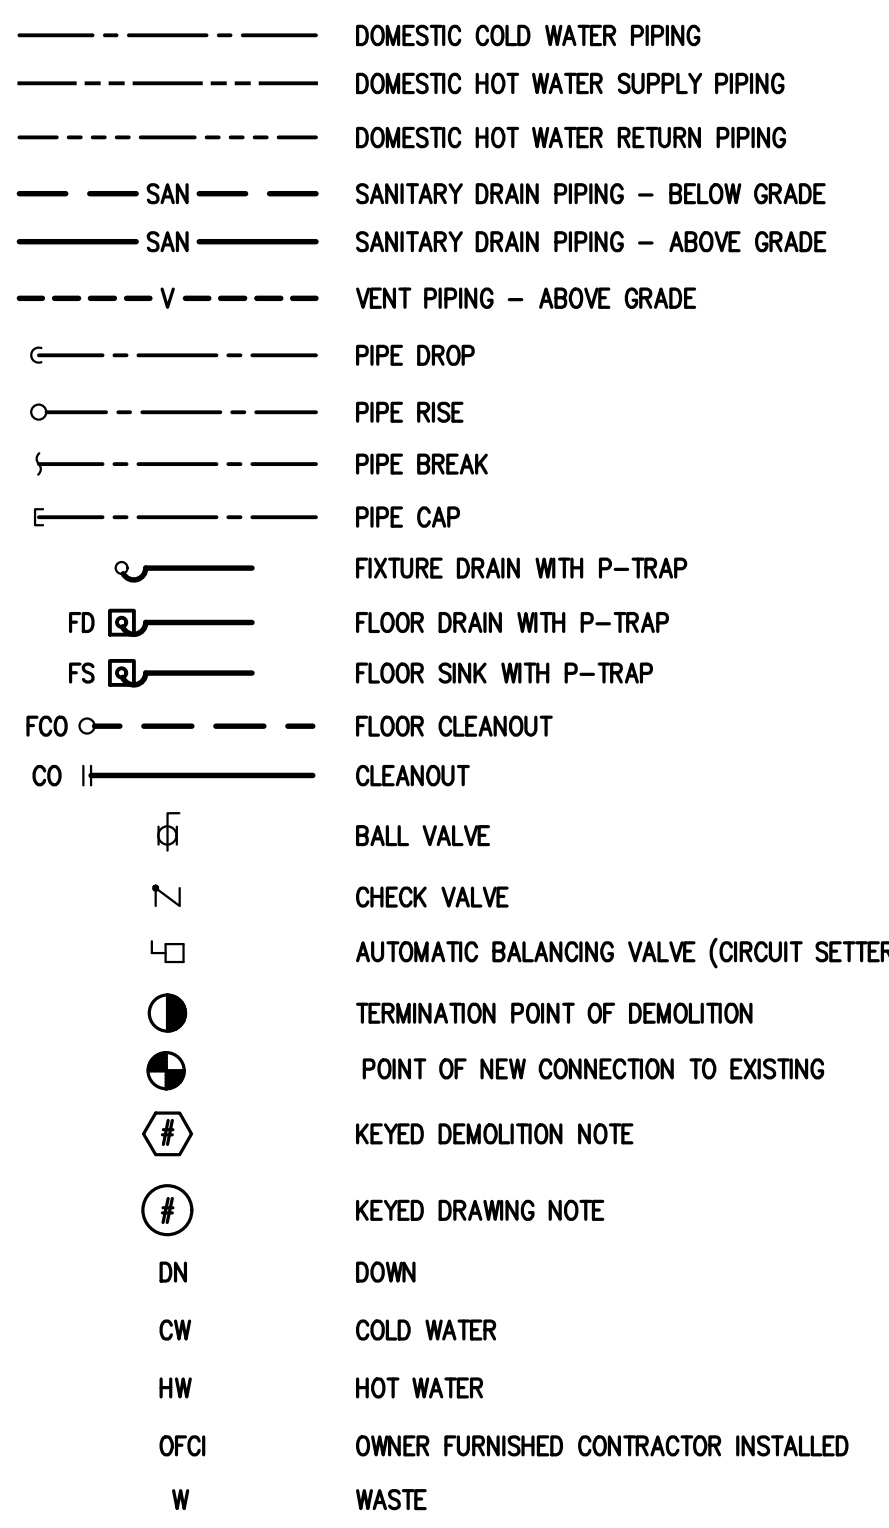 DOMESTIC COLD WATER PIPING
DOMESTIC HOT WATER SUPPLY PIPING
DOMESTIC HOT WATER RETURN PIPING
SAN SANITARY DRAIN PIPING – BELOW GRADE
SAN SANITARY DRAIN PIPING – ABOVE GRADE
V VENT PIPING – ABOVE GRADE
PIPE DROP
PIPE RISE
PIPE BREAK
PIPE CAP
FIXTURE DRAIN WITH P–TRAP
FD FLOOR DRAIN WITH P–TRAP
FS FLOOR SINK WITH P–TRAP
FCO FLOOR CLEANOUT
CO CLEANOUT
BALL VALVE
CHECK VALVE
AUTOMATIC BALANCING VALVE (CIRCUIT SETTER
TERMINATION POINT OF DEMOLITION
POINT OF NEW CONNECTION TO EXISTING
# KEYED DEMOLITION NOTE
# KEYED DRAWING NOTE
DN DOWN
CW COLD WATER
HW HOT WATER
OFCI OWNER FURNISHED CONTRACTOR INSTALLED
W WASTE